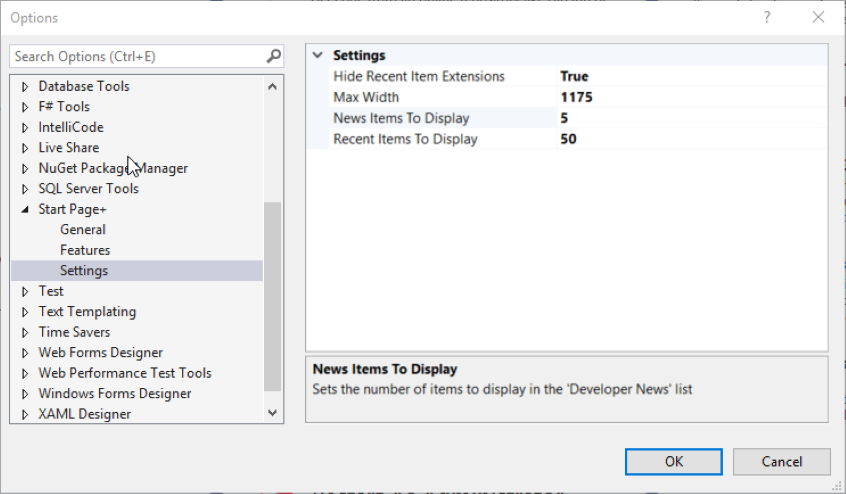 Options
Search Options (Ctrl+E)
Database Tools
F# Tools
IntelliCode
Live Share
NuGet Package Manager
SQL Server Tools
Start Page+
General
Features
Settings
Test
Text Templating
Time Savers
Web Forms Designer
Web Performance Test Tools
Windows Forms Designer
XAML Designer
Settings
Hide Recent Item Extensions True
Max Width 1175
News Items To Display 5
Recent Items To Display 50
News Items To Display
Sets the number of items to display in the 'Developer News' list
OK Cancel